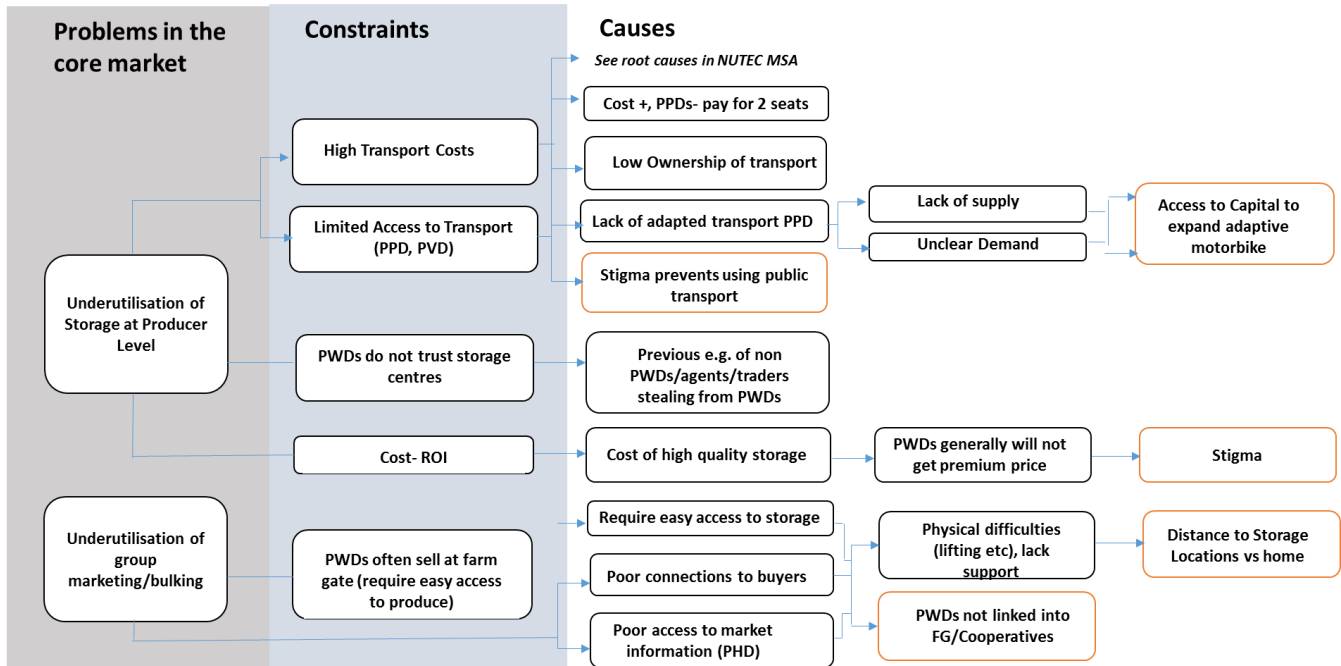 Problems in the
core market
Constraints
Causes
See root causes in NUTEC MSA
Cost +, PPDs- pay for 2 seats
High Transport Costs
Low Ownership of transport
Limited Access to Transport
(PPD, PVD)
Lack of adapted transport PPD
Lack of supply
Unclear Demand
Access to Capital to
expand adaptive
motorbike
Stigma prevents using public
transport
Underutilisation of
Storage at Producer
Level
PWDs do not trust storage
centres
Previous e.g. of non
PWDs/agents/traders
stealing from PWDs
Cost- ROI
Cost of high quality storage
PWDs generally will not
get premium price
Stigma
Underutilisation of
group
marketing/bulking
PWDs often sell at farm
gate (require easy access
to produce)
Require easy access to storage
Poor connections to buyers
Poor access to market
information (PHD)
Physical difficulties
(lifting etc), lack
support
Distance to Storage
Locations vs home
PWDs not linked into
FG/Cooperatives